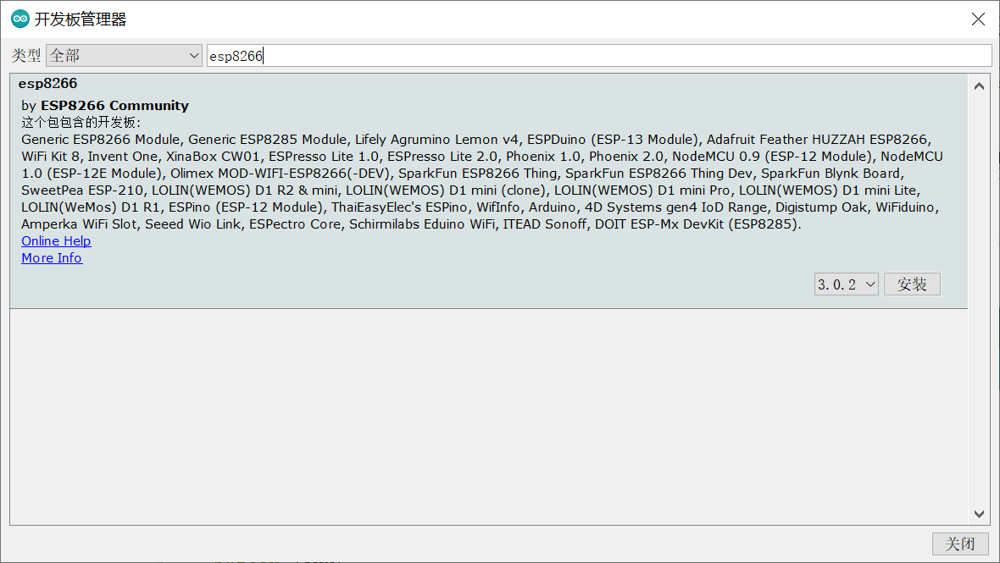 开发板管理器
类型 全部 esp8266
esp8266
by ESP8266 Community
这个包包含的开发板：
Generic ESP8266 Module, Generic ESP8285 Module, Lifely Agrumino Lemon v4, ESPDuino (ESP-13 Module), Adafruit Feather HUZZAH ESP8266,
WiFi Kit 8, Invent One, XinaBox CW01, ESPresso Lite 1.0, ESPresso Lite 2.0, Phoenix 1.0, Phoenix 2.0, NodeMCU 0.9 (ESP-12 Module), NodeMCU
1.0 (ESP-12E Module), Olimex MOD-WIFI-ESP8266(-DEV), SparkFun ESP8266 Thing, SparkFun ESP8266 Thing Dev, SparkFun Blynk Board,
SweetPea ESP-210, LOLIN(WEMOS) D1 R2 & mini, LOLIN(WEMOS) D1 mini (clone), LOLIN(WEMOS) D1 mini Pro, LOLIN(WEMOS) D1 mini Lite,
LOLIN(WeMos) D1 R1, ESPino (ESP-12 Module), ThaiEasyElec's ESPino, WifInfo, Arduino, 4D Systems gen4 IoD Range, Digistump Oak, WiFiduino,
Amperka WiFi Slot, Seeed Wio Link, ESPectro Core, Schirmilabs Eduino WiFi, ITEAD Sonoff, DOIT ESP-Mx DevKit (ESP8285).
Online Help
More Info
3.0.2 安装
关闭